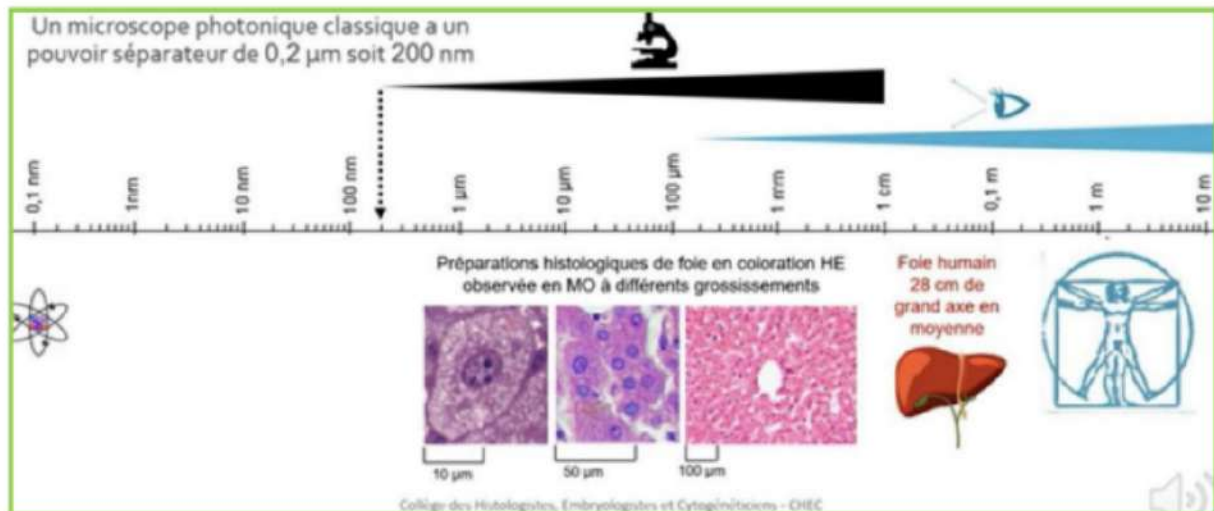 Un microscope photonique classique a un
pouvoir séparateur de 0,2 µm soit 200 nm
0,1 nm
1nm
10 nm
100 nm
1 µm
10 µm
100 µm
1 mm
1 cm
0,1 m
1 m
10 m
Préparations histologiques de foie en coloration HE
observée en MO à différents grossissements
Foie humain
28 cm de
grand axe en
moyenne
10 µm
50 µm
100 µm
Collège des Histologistes, Embryologistes et Cytogénéticiens - CHEC